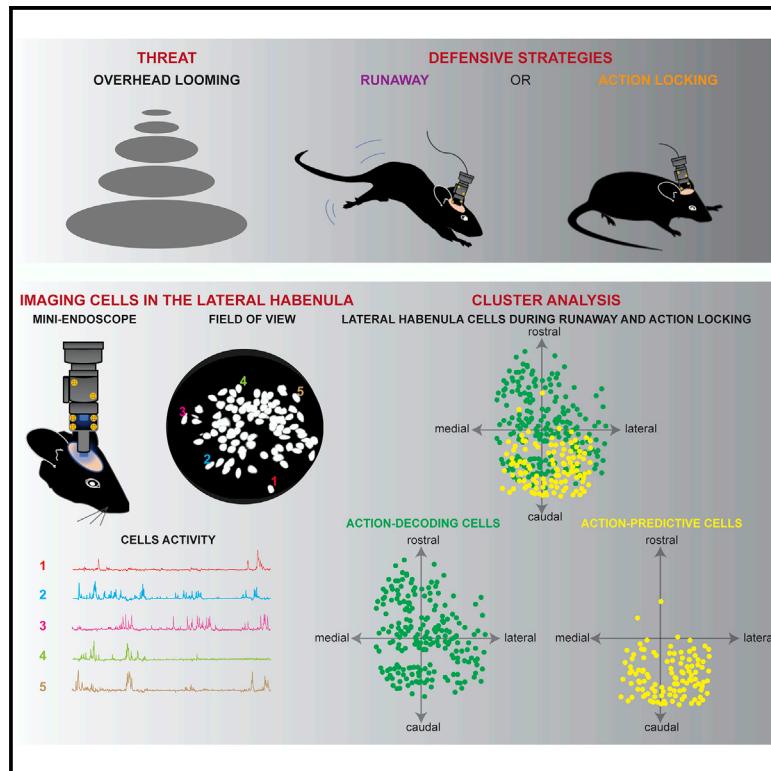 THREAT
OVERHEAD LOOMING
DEFENSIVE STRATEGIES
RUNAWAY OR ACTION LOCKING
IMAGING CELLS IN THE LATERAL HABENULA
MINI-ENDOSCOPE
FIELD OF VIEW
4
5
3
2
1
CELLS ACTIVITY
1
2
3
4
5
CLUSTER ANALYSIS
LATERAL HABENULA CELLS DURING RUNAWAY AND ACTION LOCKING
rostral
medial
lateral
caudal
ACTION-DECODING CELLS
rostral
medial
lateral
caudal
ACTION-PREDICTIVE CELLS
rostral
medial
lateral
caudal